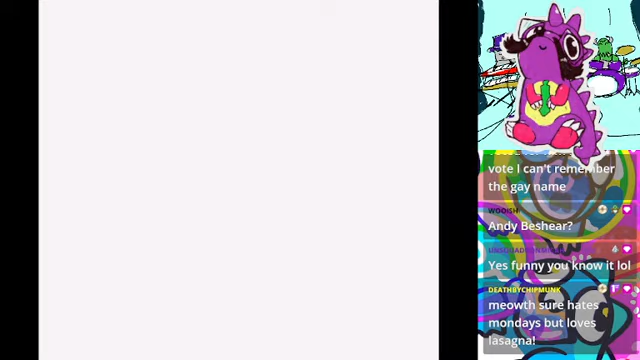 vote I can't remember
the gay name
WOOISH
Andy Beshear?
Yes funny you know it lol
DEATHBYCHIPMUNK
meowth sure hates
mondays but loves
lasagna!